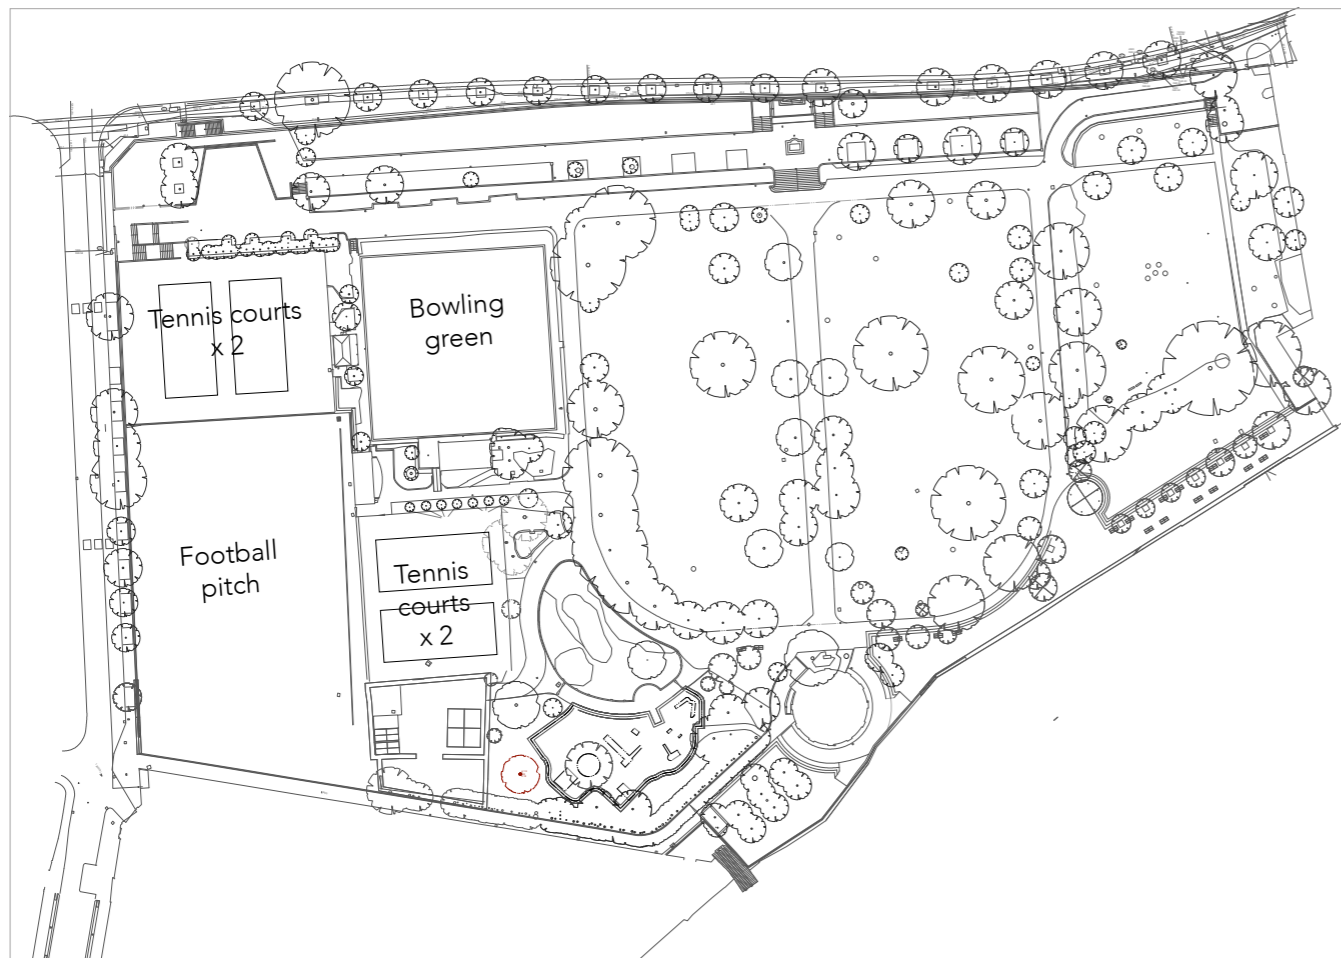 Tennis courts
x 2
Bowling
green
Football
pitch
Tennis
courts
x 2